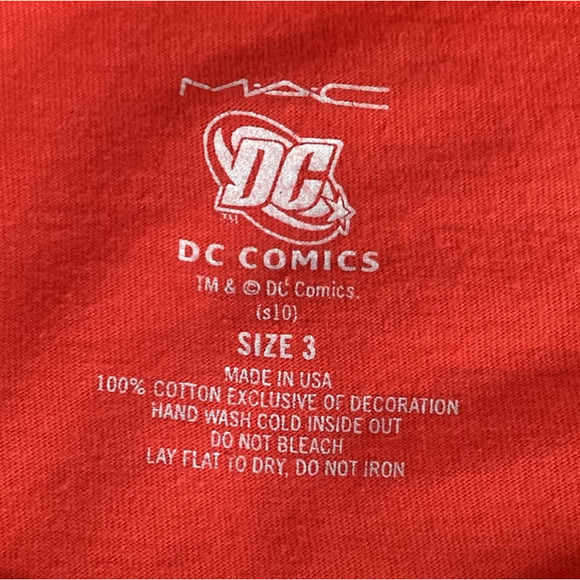 M·A·C
DC
TM
DC COMICS
TM & © DC Comics.
(s10)
SIZE 3
MADE IN USA
100% COTTON EXCLUSIVE OF DECORATION
HAND WASH COLD INSIDE OUT
DO NOT BLEACH
LAY FLAT TO DRY, DO NOT IRON